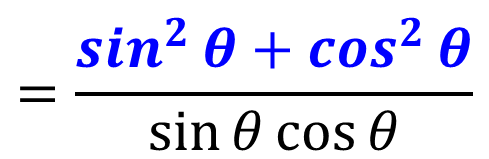 = (sin² θ + cos² θ) / (sin θ cos θ)